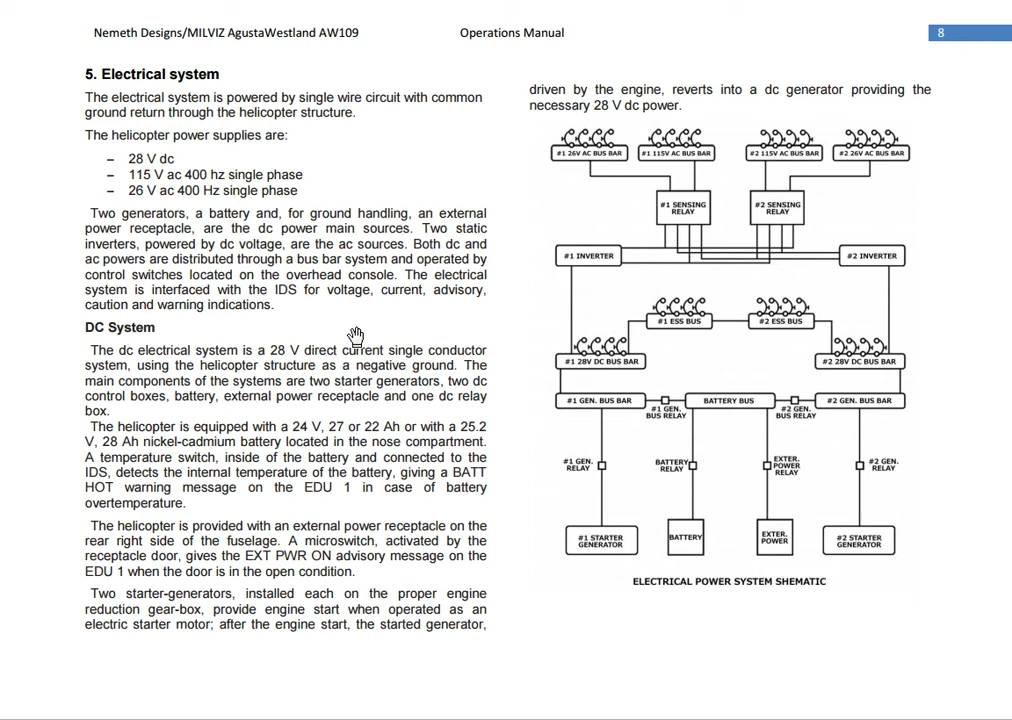 Nemeth Designs/MILVIZ AgustaWestland AW109 Operations Manual 8
5. Electrical system
The electrical system is powered by single wire circuit with common
ground return through the helicopter structure.
The helicopter power supplies are:
– 28 V dc
– 115 V ac 400 hz single phase
– 26 V ac 400 Hz single phase
Two generators, a battery and, for ground handling, an external
power receptacle, are the dc power main sources. Two static
inverters, powered by dc voltage, are the ac sources. Both dc and
ac powers are distributed through a bus bar system and operated by
control switches located on the overhead console. The electrical
system is interfaced with the IDS for voltage, current, advisory,
caution and warning indications.
DC System
The dc electrical system is a 28 V direct current single conductor
system, using the helicopter structure as a negative ground. The
main components of the systems are two starter generators, two dc
control boxes, battery, external power receptacle and one dc relay
box.
The helicopter is equipped with a 24 V, 27 or 22 Ah or with a 25.2
V, 28 Ah nickel-cadmium battery located in the nose compartment.
A temperature switch, inside of the battery and connected to the
IDS, detects the internal temperature of the battery, giving a BATT
HOT warning message on the EDU 1 in case of battery
overtemperature.
The helicopter is provided with an external power receptacle on the
rear right side of the fuselage. A microswitch, activated by the
receptacle door, gives the EXT PWR ON advisory message on the
EDU 1 when the door is in the open condition.
Two starter-generators, installed each on the proper engine
reduction gear-box, provide engine start when operated as an
electric starter motor; after the engine start, the started generator,
driven by the engine, reverts into a dc generator providing the
necessary 28 V dc power.
#1 26V AC BUS BAR
#1 115V AC BUS BAR
#2 115V AC BUS BAR
#2 26V AC BUS BAR
#1 SENSING
RELAY
#2 SENSING
RELAY
#1 INVERTER
#2 INVERTER
#1 ESS BUS
#2 ESS BUS
#1 28V DC BUS BAR
#2 28V DC BUS BAR
#1 GEN. BUS BAR
BATTERY BUS
#2 GEN. BUS BAR
#1 GEN.
BUS RELAY
#2 GEN.
BUS RELAY
#1 GEN.
RELAY
BATTERY
RELAY
EXTER.
POWER
RELAY
#2 GEN.
RELAY
#1 STARTER
GENERATOR
BATTERY
EXTER.
POWER
#2 STARTER
GENERATOR
ELECTRICAL POWER SYSTEM SHEMATIC